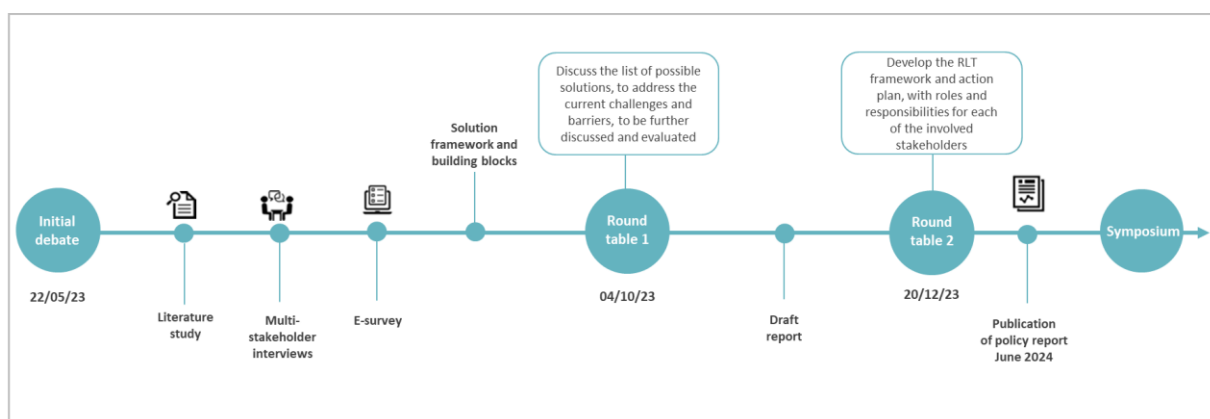 Initial
debate
22/05/23
Literature
study
Multi-
stakeholder
interviews
E-survey
Solution
framework and
building blocks
Discuss the list of possible
solutions, to address the
current challenges and
barriers, to be further
discussed and evaluated
Round
table 1
04/10/23
Draft
report
Develop the RLT
framework and action
plan, with roles and
responsibilities for each
of the involved
stakeholders
Round
table 2
20/12/23
Publication
of policy report
June 2024
Symposium